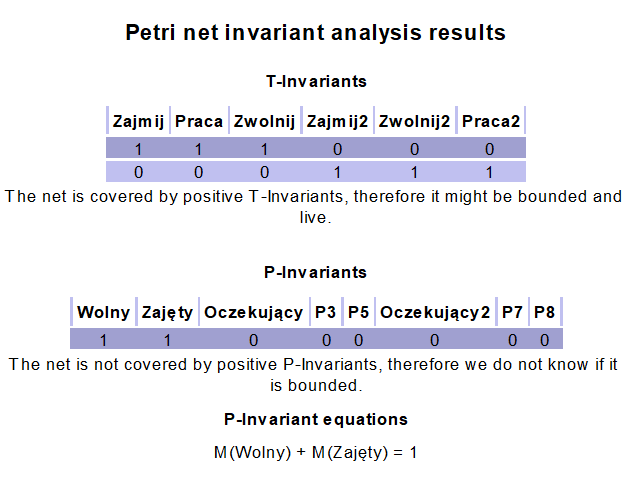 Petri net invariant analysis results
T-Invariants
Zajmij Praca Zwolnij Zajmij2 Zwolnij2 Praca2
1 1 1 0 0 0
0 0 0 1 1 1
The net is covered by positive T-Invariants, therefore it might be bounded and
live.
P-Invariants
Wolny Zajęty Oczekujący P3 P5 Oczekujący2 P7 P8
1 1 0 0 0 0 0 0
The net is not covered by positive P-Invariants, therefore we do not know if it
is bounded.
P-Invariant equations
M(Wolny) + M(Zajęty) = 1